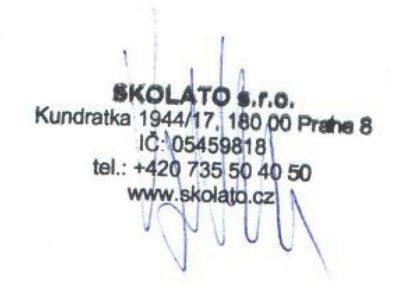 SKOLATO s.r.o.
Kundratka 1944/17, 180 00 Praha 8
IČ: 05459818
tel.: +420 735 50 40 50
www.skolato.cz